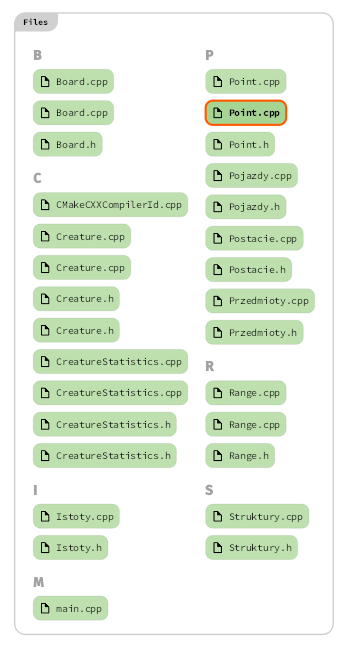 Files
B
Board.cpp
Board.cpp
Board.h
C
CMakeCXXCompilerId.cpp
Creature.cpp
Creature.cpp
Creature.h
Creature.h
CreatureStatistics.cpp
CreatureStatistics.cpp
CreatureStatistics.h
CreatureStatistics.h
I
Istoty.cpp
Istoty.h
M
main.cpp
P
Point.cpp
Point.cpp
Point.h
Pojazdy.cpp
Pojazdy.h
Postacie.cpp
Postacie.h
Przedmioty.cpp
Przedmioty.h
R
Range.cpp
Range.cpp
Range.h
S
Struktury.cpp
Struktury.h